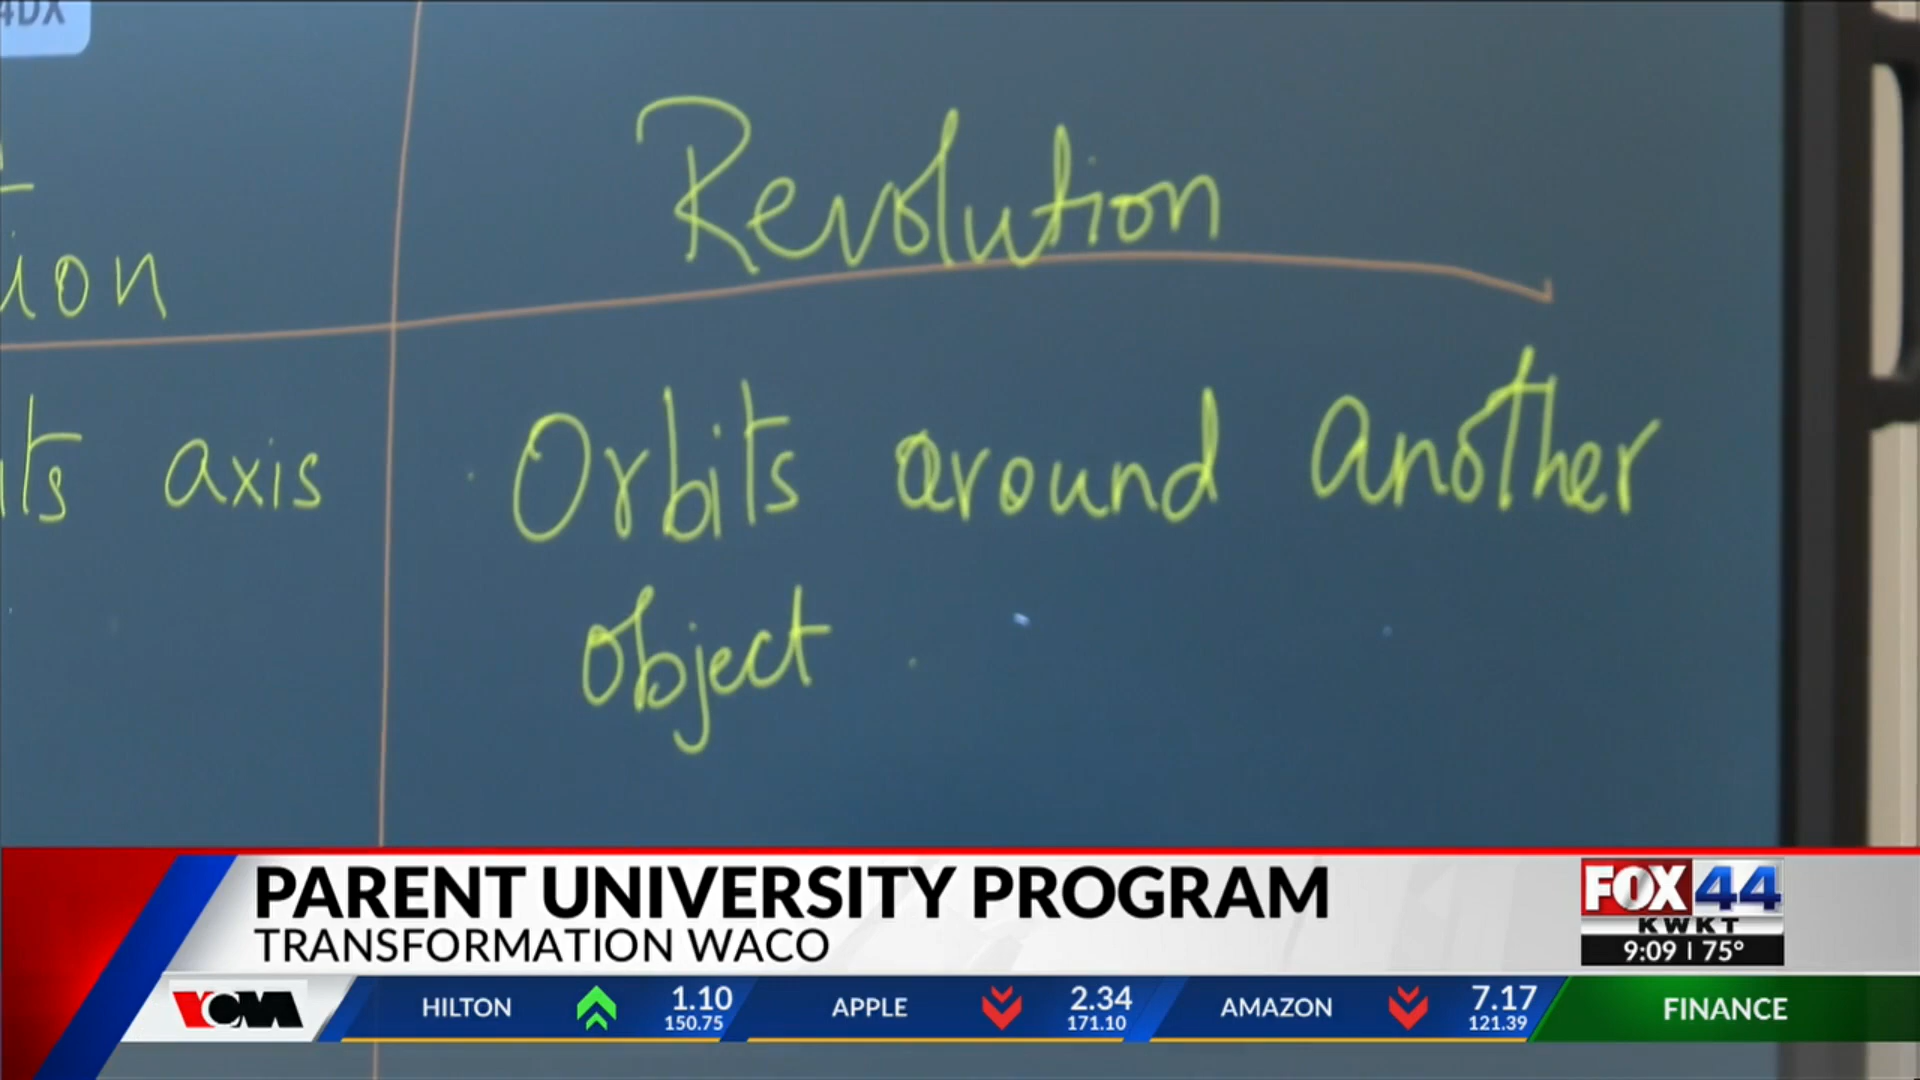 4DX
Revolution
ion
its axis
Orbits around another
object
PARENT UNIVERSITY PROGRAM
TRANSFORMATION WACO
FOX 44
KWKT
9:09 | 75°
HILTON 1.10
150.75
APPLE 2.34
171.10
AMAZON 7.17
121.39
FINANCE